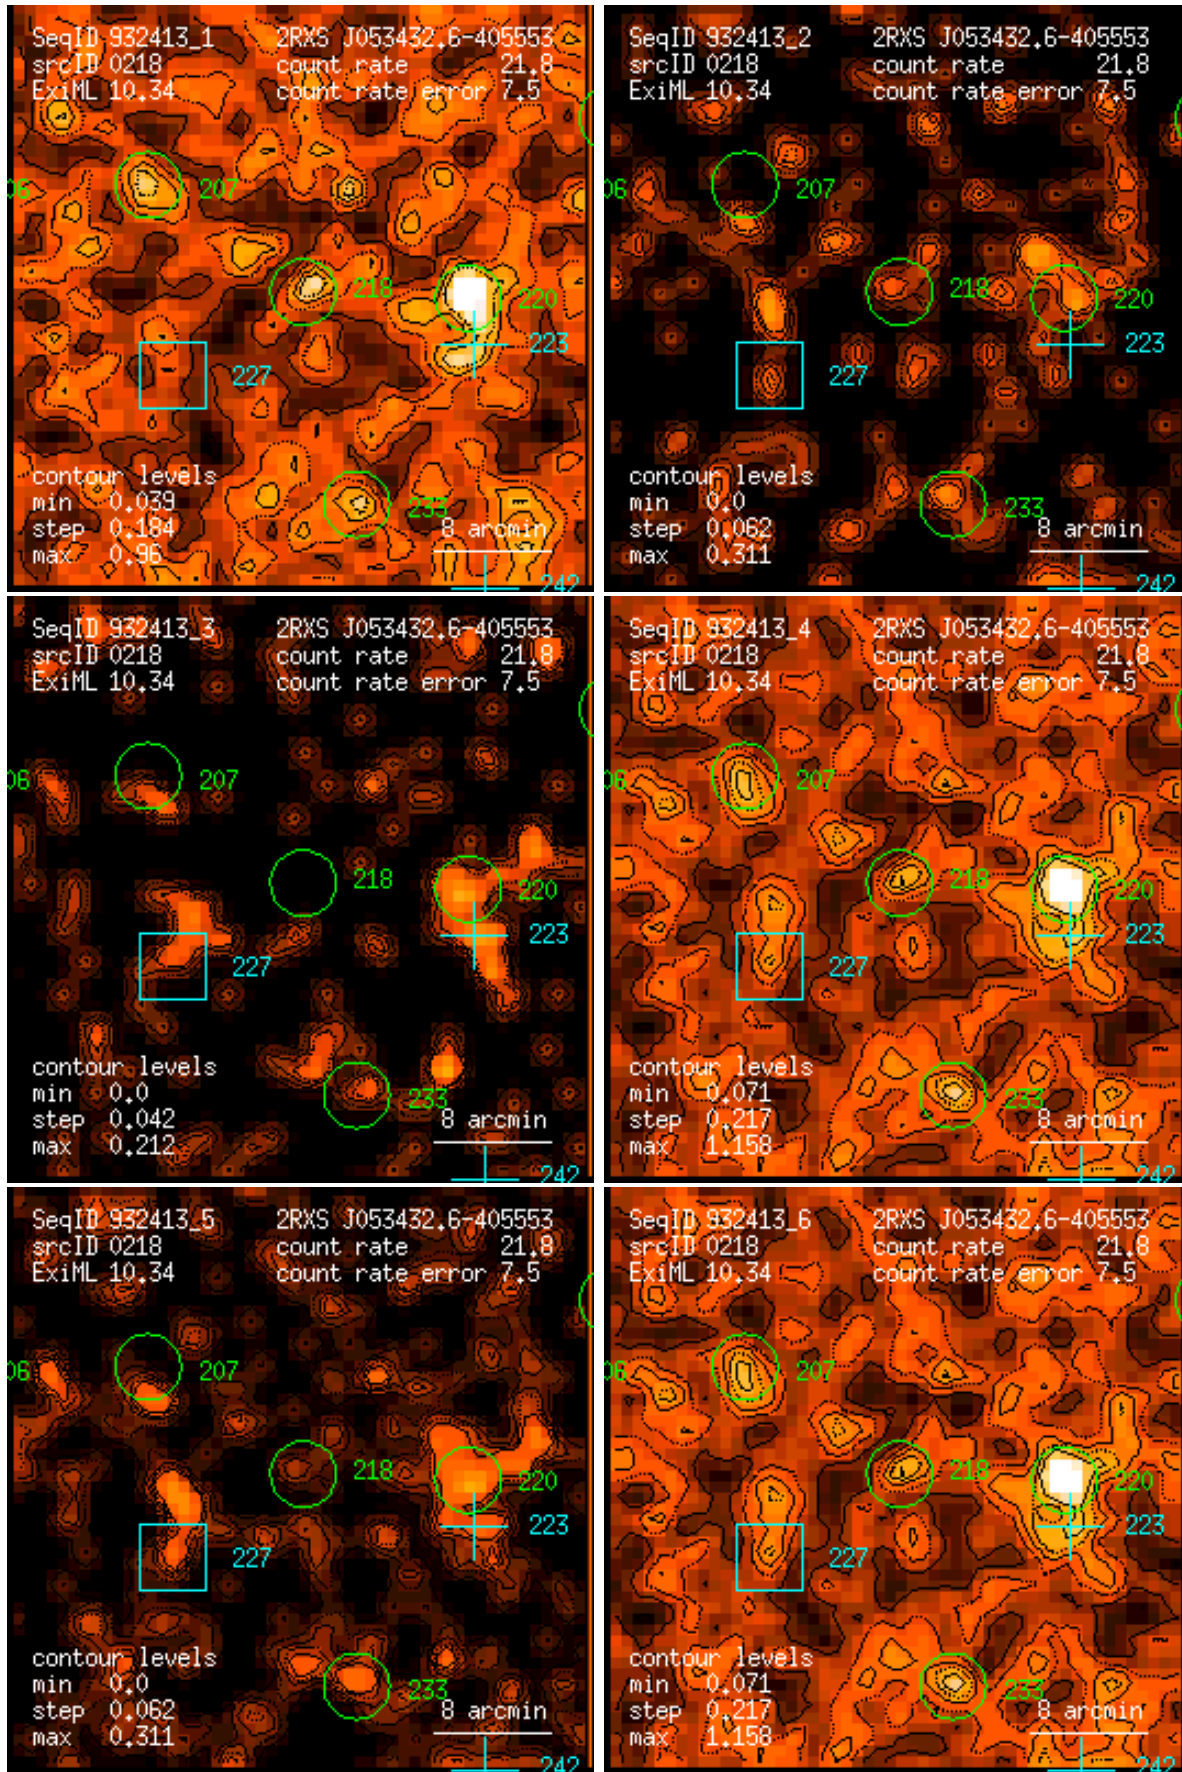 SeqID 932413_1 2RXS J053432.6-405553
srcID 0218 count rate 21.8
ExiML 10.34 count rate error 7.5
06 207
218
220
223
227
contour levels
min 0.039
233
step 0.184 8 arcmin
max 0.96
242
SeqID 932413_2 2RXS J053432.6-405553
srcID 0218 count rate 21.8
ExiML 10.34 count rate error 7.5
06 207
218
220
223
227
contour levels
min 0.0
233
step 0.062 8 arcmin
max 0.311
242
SeqID 932413_3 2RXS J053432.6-405553
srcID 0218 count rate 21.8
ExiML 10.34 count rate error 7.5
06 207
218
220
223
227
contour levels
min 0.0
233
step 0.042 8 arcmin
max 0.212
242
SeqID 932413_4 2RXS J053432.6-405553
srcID 0218 count rate 21.8
ExiML 10.34 count rate error 7.5
06 207
218
220
223
227
contour levels
min 0.071
233
step 0.217 8 arcmin
max 1.158
242
SeqID 932413_5 2RXS J053432.6-405553
srcID 0218 count rate 21.8
ExiML 10.34 count rate error 7.5
06 207
218
220
223
227
contour levels
min 0.0
233
step 0.062 8 arcmin
max 0.311
242
SeqID 932413_6 2RXS J053432.6-405553
srcID 0218 count rate 21.8
ExiML 10.34 count rate error 7.5
06 207
218
220
223
227
contour levels
min 0.071
233
step 0.217 8 arcmin
max 1.158
242